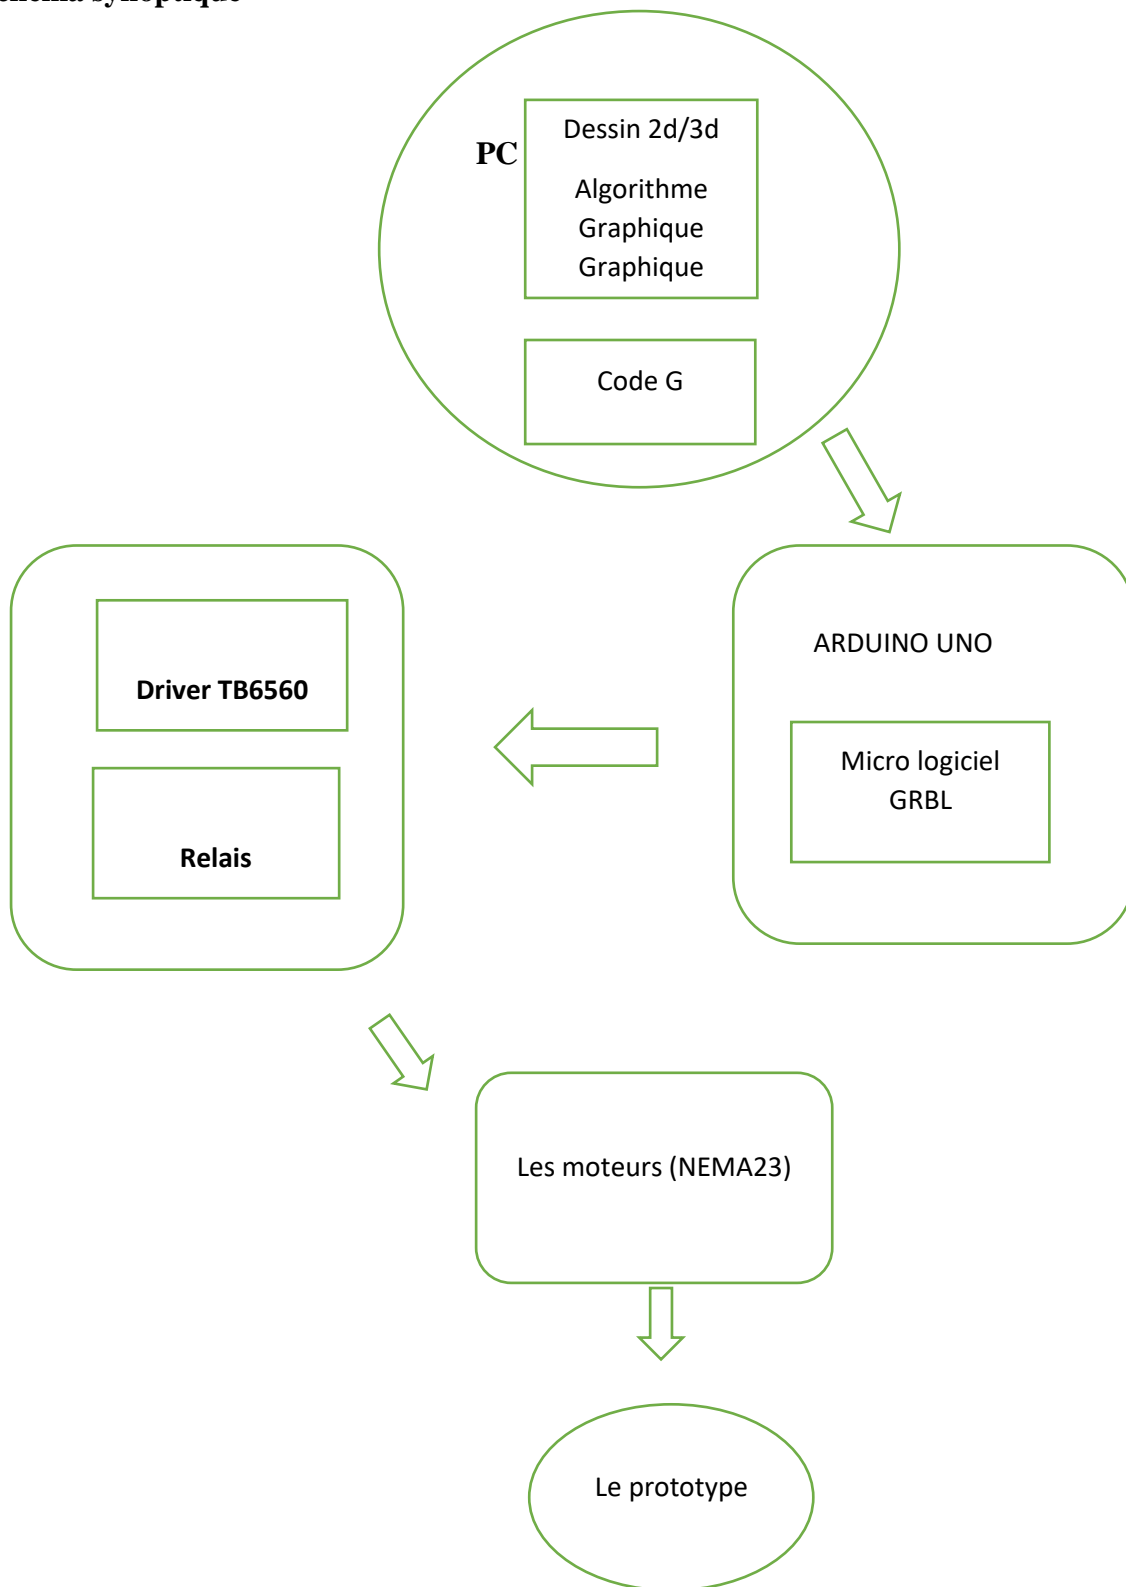 synoptique
Dessin 2d/3d
PC
Algorithme
Graphique
Graphique
Code G
ARDUINO UNO
Micro logiciel
GRBL
Driver TB6560
Relais
Les moteurs (NEMA23)
Le prototype